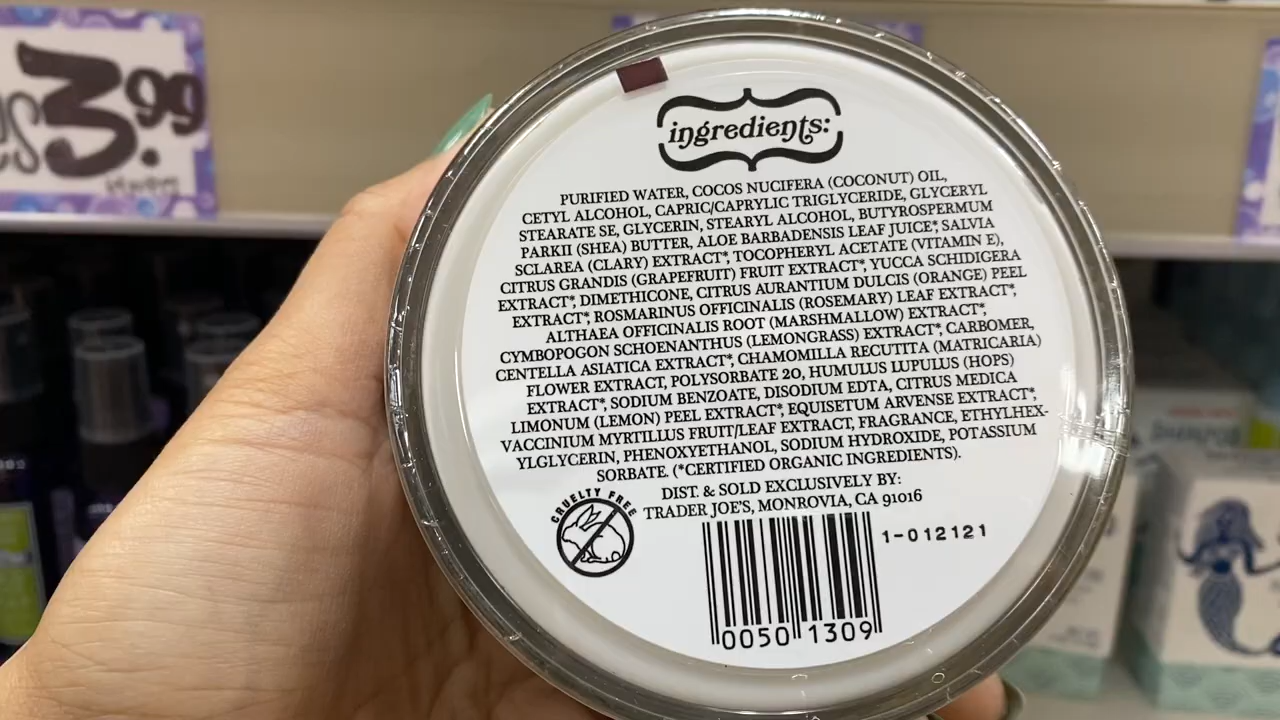 3.99
ingredients:
PURIFIED WATER, COCOS NUCIFERA (COCONUT) OIL,
CETYL ALCOHOL, CAPRIC/CAPRYLIC TRIGLYCERIDE, GLYCERYL
STEARATE SE, GLYCERIN, STEARYL ALCOHOL, BUTYROSPERMUM
PARKII (SHEA) BUTTER, ALOE BARBADENSIS LEAF JUICE*, SALVIA
SCLAREA (CLARY) EXTRACT*, TOCOPHERYL ACETATE (VITAMIN E),
CITRUS GRANDIS (GRAPEFRUIT) FRUIT EXTRACT*, YUCCA SCHIDIGERA
EXTRACT*, DIMETHICONE, CITRUS AURANTIUM DULCIS (ORANGE) PEEL
EXTRACT*, ROSMARINUS OFFICINALIS (ROSEMARY) LEAF EXTRACT*,
ALTHAEA OFFICINALIS ROOT (MARSHMALLOW) EXTRACT*,
CYMBOPOGON SCHOENANTHUS (LEMONGRASS) EXTRACT*, CARBOMER,
CENTELLA ASIATICA EXTRACT*, CHAMOMILLA RECUTITA (MATRICARIA)
FLOWER EXTRACT, POLYSORBATE 20, HUMULUS LUPULUS (HOPS)
EXTRACT*, SODIUM BENZOATE, DISODIUM EDTA, CITRUS MEDICA
LIMONUM (LEMON) PEEL EXTRACT*, EQUISETUM ARVENSE EXTRACT*,
VACCINIUM MYRTILLUS FRUIT/LEAF EXTRACT, FRAGRANCE, ETHYLHEX-
YLGLYCERIN, PHENOXYETHANOL, SODIUM HYDROXIDE, POTASSIUM
SORBATE. (*CERTIFIED ORGANIC INGREDIENTS).
DIST. & SOLD EXCLUSIVELY BY:
TRADER JOE'S, MONROVIA, CA 91016
CRUELTY FREE
1-012121
0050 1309